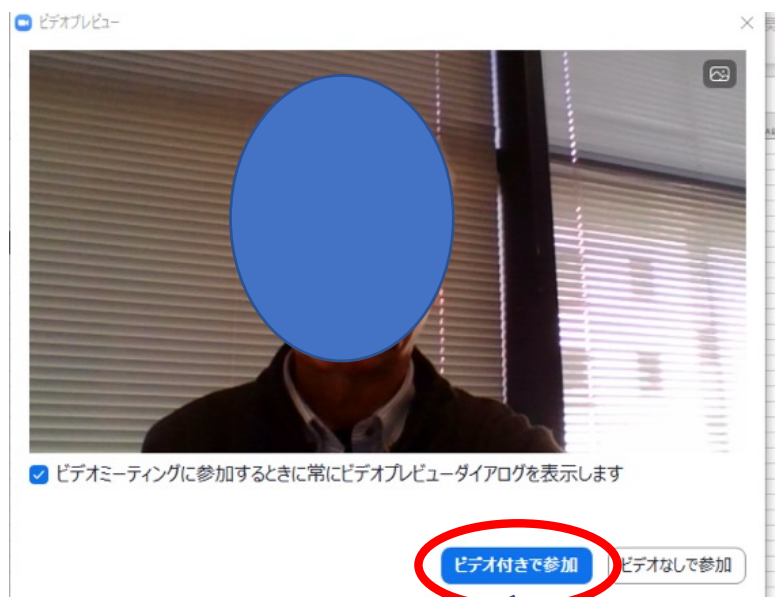 ビデオプレビュー
ビデオミーティングに参加するときに常にビデオプレビューダイアログを表示します
ビデオ付きで参加
ビデオなしで参加